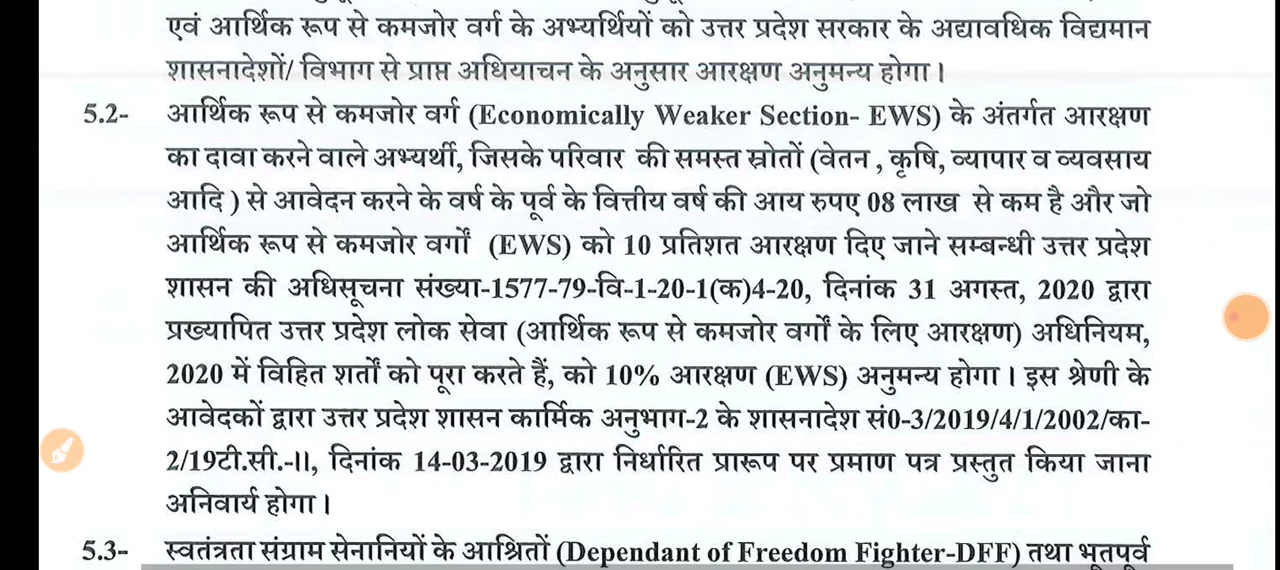 एवं आर्थिक रूप से कमजोर वर्ग के अभ्यर्थियों को उत्तर प्रदेश सरकार के अद्यावधिक विद्यमान
शासनादेशों/ विभाग से प्राप्त अधियाचन के अनुसार आरक्षण अनुमन्य होगा।
5.2- आर्थिक रूप से कमजोर वर्ग (Economically Weaker Section- EWS) के अंतर्गत आरक्षण
का दावा करने वाले अभ्यर्थी, जिसके परिवार की समस्त स्रोतों (वेतन , कृषि, व्यापार व व्यवसाय
आदि ) से आवेदन करने के वर्ष के पूर्व के वित्तीय वर्ष की आय रुपए 08 लाख से कम है और जो
आर्थिक रूप से कमजोर वर्गों (EWS) को 10 प्रतिशत आरक्षण दिए जाने सम्बन्धी उत्तर प्रदेश
शासन की अधिसूचना संख्या-1577-79-वि-1-20-1(क)4-20, दिनांक 31 अगस्त, 2020 द्वारा
प्रख्यापित उत्तर प्रदेश लोक सेवा (आर्थिक रूप से कमजोर वर्गों के लिए आरक्षण) अधिनियम,
2020 में विहित शर्तों को पूरा करते हैं, को 10% आरक्षण (EWS) अनुमन्य होगा। इस श्रेणी के
आवेदकों द्वारा उत्तर प्रदेश शासन कार्मिक अनुभाग-2 के शासनादेश सं0-3/2019/4/1/2002/का-
2/19टी.सी.-II, दिनांक 14-03-2019 द्वारा निर्धारित प्रारूप पर प्रमाण पत्र प्रस्तुत किया जाना
अनिवार्य होगा।
5.3- स्वतंत्रता संग्राम सेनानियों के आश्रितों (Dependant of Freedom Fighter-DFF) तथा भूतपूर्व